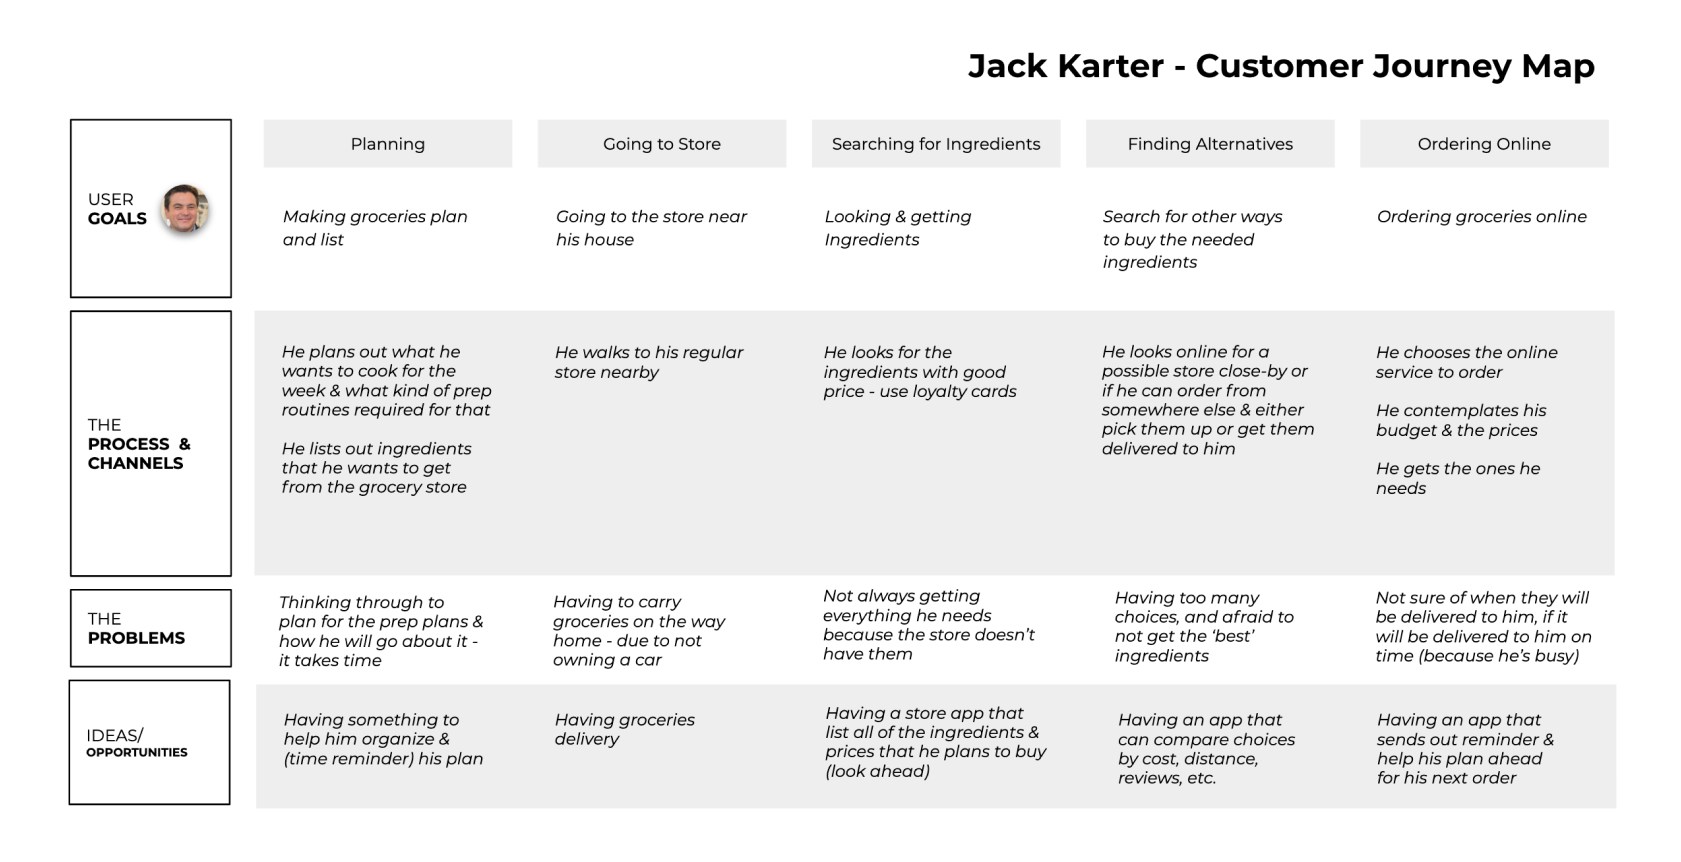 Jack Karter - Customer Journey Map
USER
GOALS
Planning
Going to Store
Searching for Ingredients
Finding Alternatives
Ordering Online
Making groceries plan
and list
Going to the store near
his house
Looking & getting
Ingredients
Search for other ways
to buy the needed
ingredients
Ordering groceries online
THE
PROCESS &
CHANNELS
He plans out what he
wants to cook for the
week & what kind of prep
routines required for that
He lists out ingredients
that he wants to get
from the grocery store
He walks to his regular
store nearby
He looks for the
ingredients with good
price - use loyalty cards
He looks online for a
possible store close-by or
if he can order from
somewhere else & either
pick them up or get them
delivered to him
He chooses the online
service to order
He contemplates his
budget & the prices
He gets the ones he
needs
THE
PROBLEMS
Thinking through to
plan for the prep plans &
how he will go about it -
it takes time
Having to carry
groceries on the way
home - due to not
owning a car
Not always getting
everything he needs
because the store doesn't
have them
Having too many
choices, and afraid to
not get the ‘best’
ingredients
Not sure of when they will
be delivered to him, if it
will be delivered to him on
time (because he's busy)
IDEAS/
OPPORTUNITIES
Having something to
help him organize &
(time reminder) his plan
Having groceries
delivery
Having a store app that
list all of the ingredients &
prices that he plans to buy
(look ahead)
Having an app that
can compare choices
by cost, distance,
reviews, etc.
Having an app that
sends out reminder &
help his plan ahead
for his next order